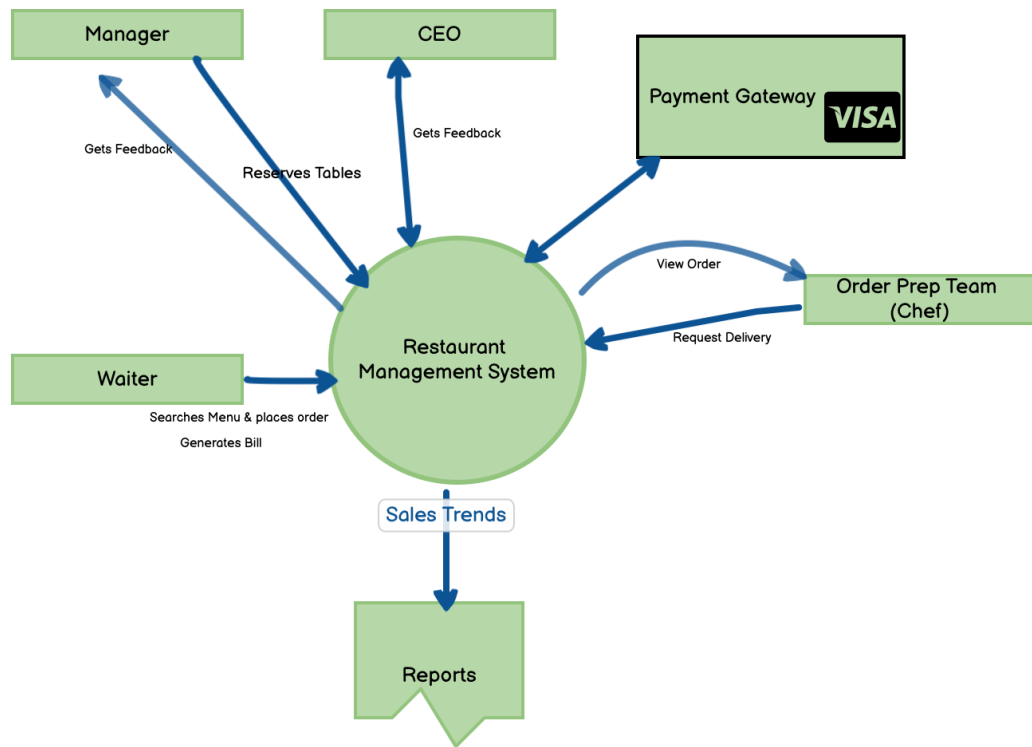 Manager
CEO
Payment Gateway
VISA
Gets Feedback
Gets Feedback
Reserves Tables
View Order
Order Prep Team
(Chef)
Request Delivery
Restaurant
Management System
Waiter
Searches Menu & places order
Generates Bill
Sales Trends
Reports